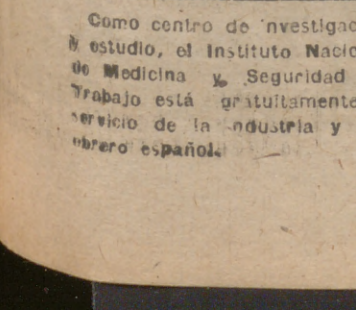 Como centro de nvestigac
y estudio, el Instituto Nacio
de Medicina y Seguridad
Trabajo está gratuitamente
servicio de la ndustria y
obrero español.